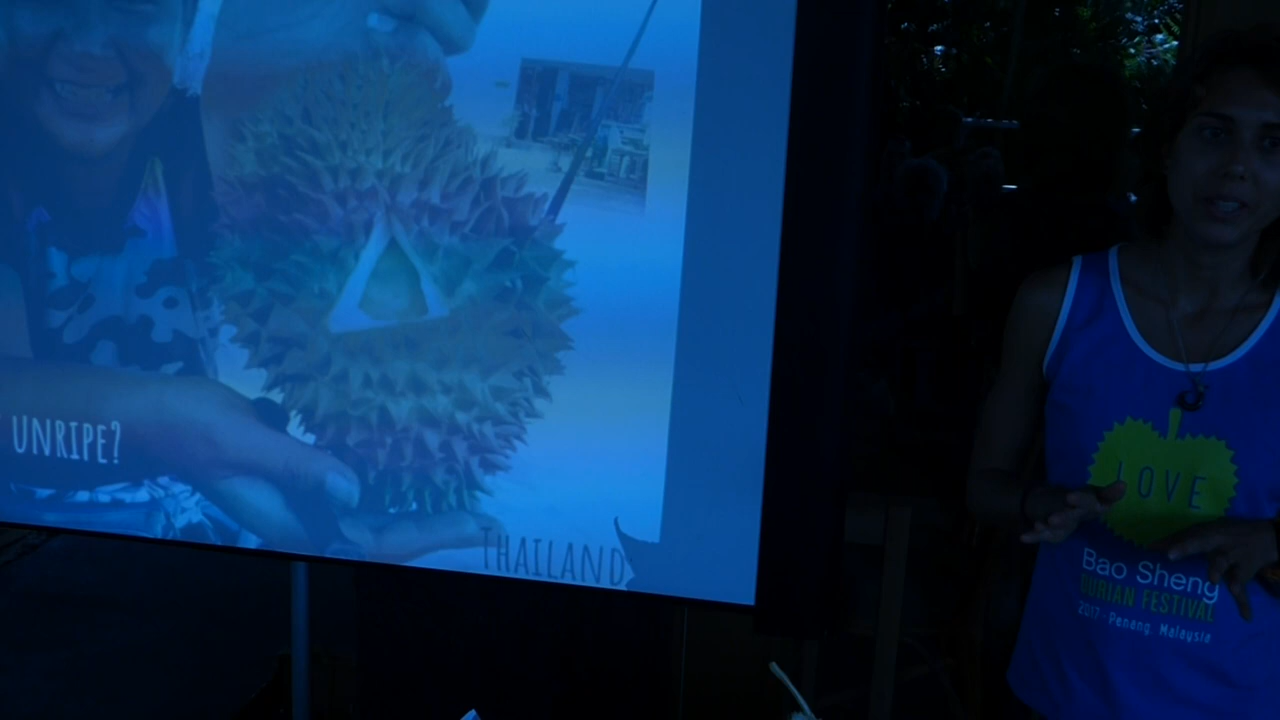 UNRIPE?
THAILAND
LOVE
Bao Sheng
DURIAN FESTIVAL
2017 · Penang, Malaysia